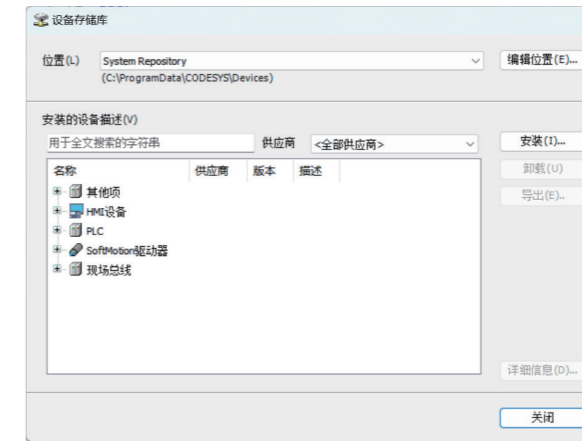 设备存储库
位置(L) System Repository 编辑位置(E)...
(C:\ProgramData\CODESYS\Devices)
安装的设备描述(V)
用于全文搜索的字符串 供应商 <全部供应商> 安装(I)...
名称 供应商 版本 描述 卸载(U)
其他项 导出(E)..
HMI设备
PLC
SoftMotion驱动器
现场总线
详细信息(D)...
关闭